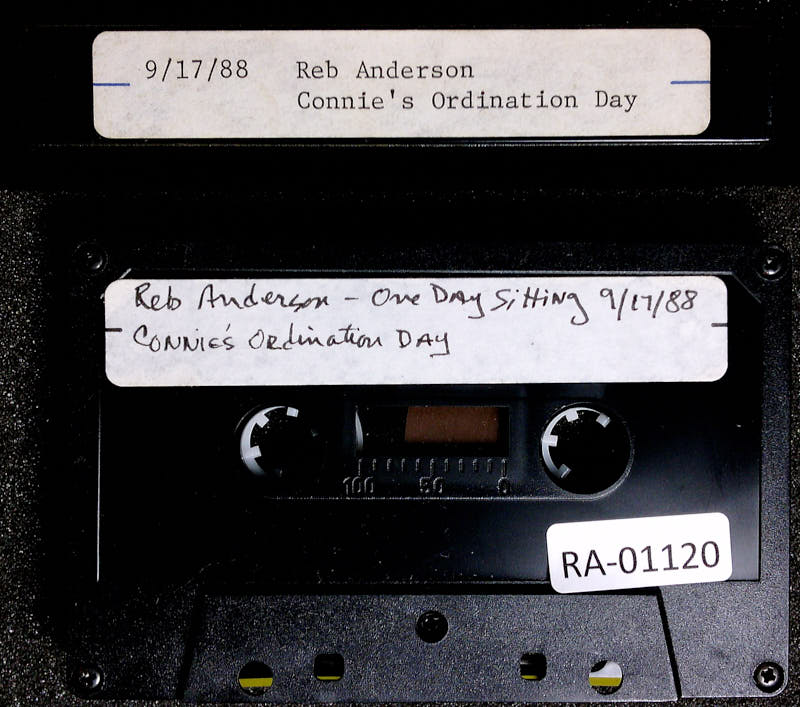 9/17/88 Reb Anderson
Connie's Ordination Day
Reb Anderson - One Day Sitting 9/17/88
Connie's Ordination Day
100 50 0
RA-01120